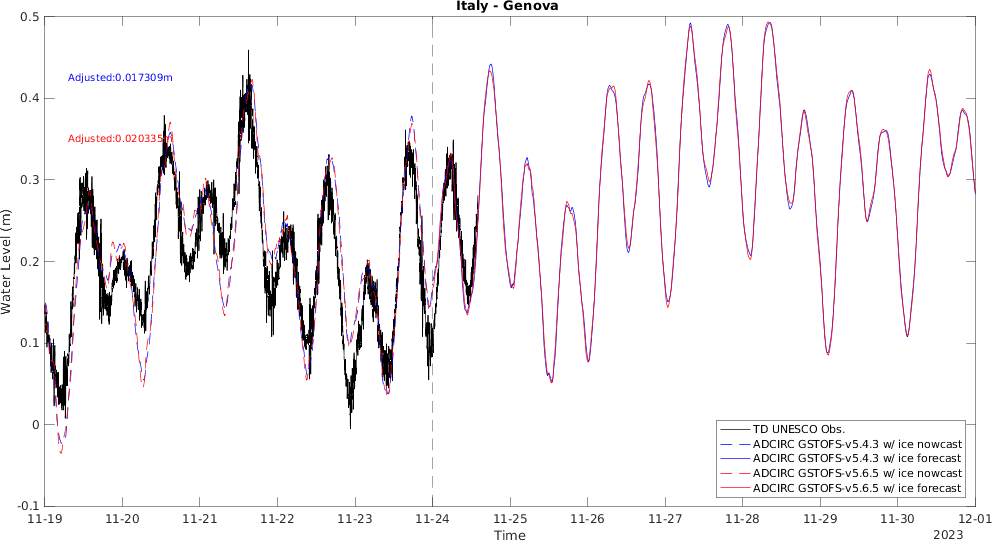 Italy - Genova
0.5
0.4
0.3
0.2
0.1
0
-0.1
Water Level (m)
Adjusted:0.017309m
Adjusted:0.020335m
TD UNESCO Obs.
ADCIRC GSTOFS-v5.4.3 w/ ice nowcast
ADCIRC GSTOFS-v5.4.3 w/ ice forecast
ADCIRC GSTOFS-v5.6.5 w/ ice nowcast
ADCIRC GSTOFS-v5.6.5 w/ ice forecast
11-19 11-20 11-21 11-22 11-23 11-24 11-25 11-26 11-27 11-28 11-29 11-30 12-01
Time
2023